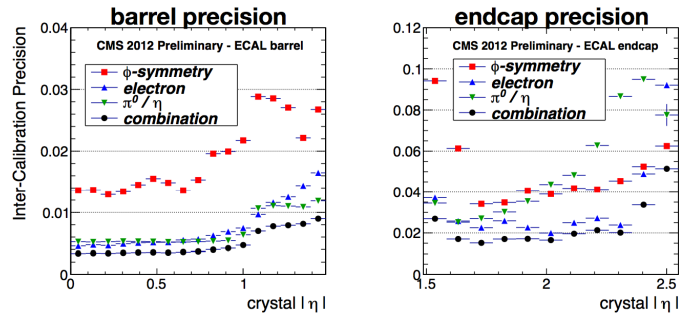 barrel precision
CMS 2012 Preliminary - ECAL barrel
Inter-Calibration Precision
0.04
0.03
0.02
0.01
0
ϕ-symmetry
electron
π⁰ / η
combination
0 0.5 1
crystal | η |
endcap precision
CMS 2012 Preliminary - ECAL endcap
0.12
0.1
0.08
0.06
0.04
0.02
0
ϕ-symmetry
electron
π⁰ / η
combination
1.5 2 2.5
crystal | η |